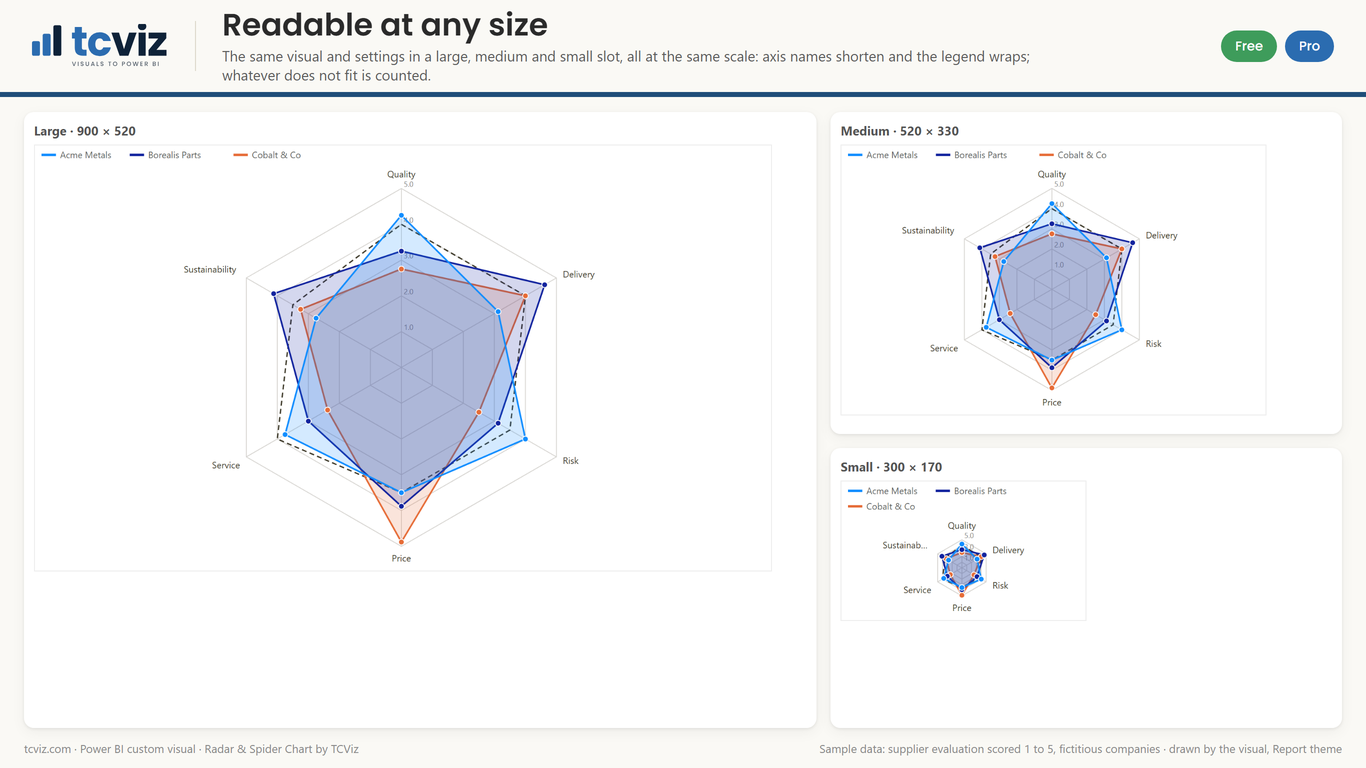 tcviz
VISUALS TO POWER BI
Readable at any size
The same visual and settings in a large, medium and small slot, all at the same scale: axis names shorten and the legend wraps;
whatever does not fit is counted.
Free
Pro
Large · 900 × 520
Acme Metals
Borealis Parts
Cobalt & Co
Quality
5.0
4.0
3.0
2.0
1.0
Sustainability
Delivery
Service
Risk
Price
Medium · 520 × 330
Acme Metals
Borealis Parts
Cobalt & Co
Quality
5.0
4.0
2.0
1.0
Sustainability
Delivery
Service
Risk
Price
Small · 300 × 170
Acme Metals
Borealis Parts
Cobalt & Co
Quality
5.0
Sustainab...
Delivery
Service
Risk
Price
tcviz.com · Power BI custom visual · Radar & Spider Chart by TCViz
Sample data: supplier evaluation scored 1 to 5, fictitious companies · drawn by the visual, Report theme